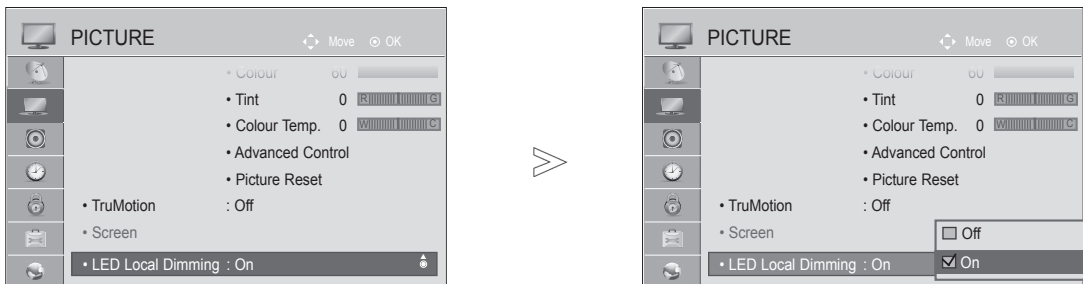 PICTURE
Move OK
• Colour 60
• Tint 0 R G
• Colour Temp. 0 W C
• Advanced Control
• Picture Reset
• TruMotion : Off
• Screen
• LED Local Dimming : On
PICTURE
Move OK
• Colour 60
• Tint 0 R G
• Colour Temp. 0 W C
• Advanced Control
• Picture Reset
• TruMotion : Off
• Screen
Off
• LED Local Dimming : On
On